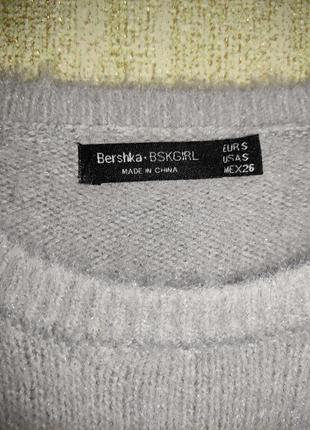 Bershka · BSKGIRL
MADE IN CHINA
EUR S
USA S
MEX 26